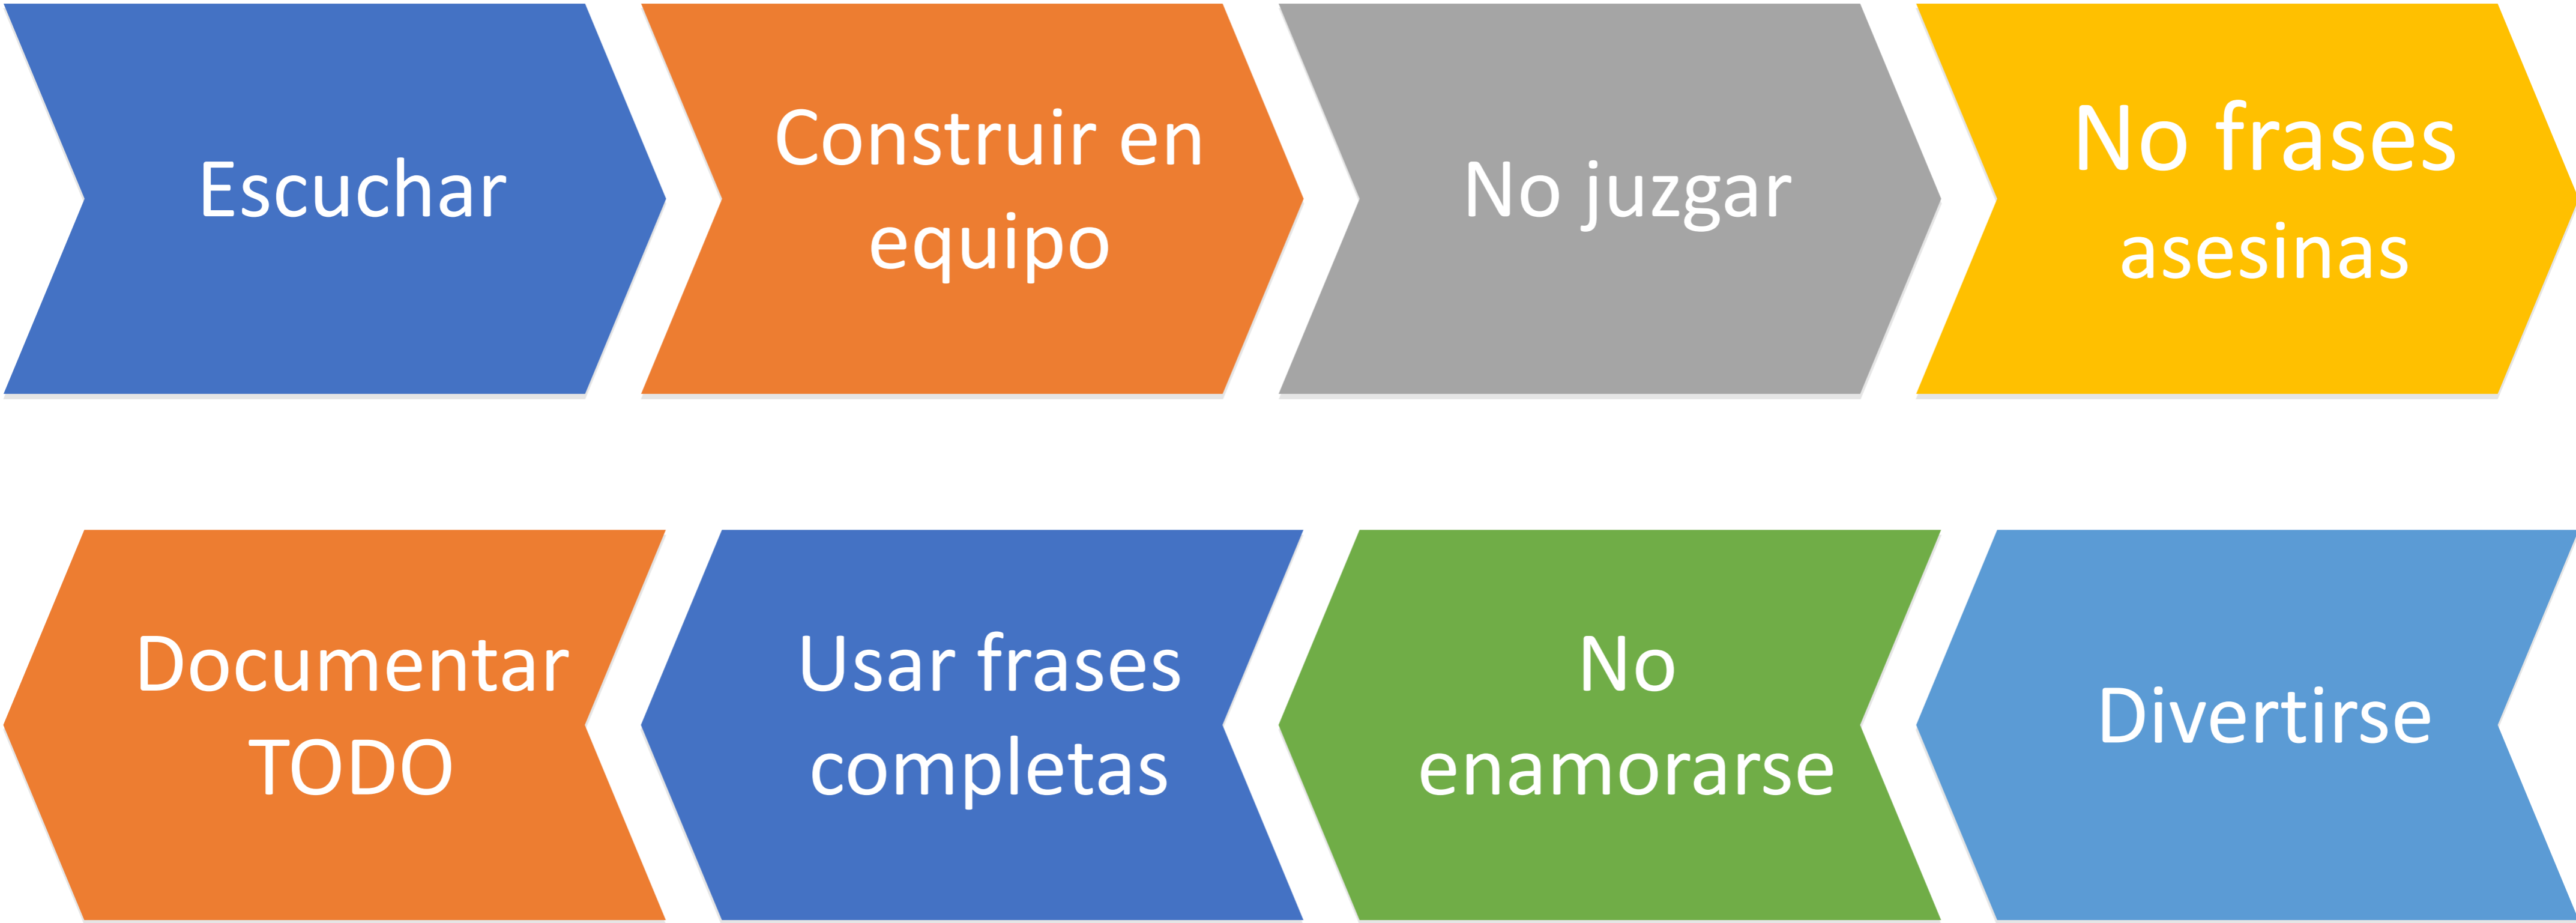 Escuchar
Construir en
equipo
No juzgar
No frases
asesinas
Divertirse
No
enamorarse
Usar frases
completas
Documentar
TODO